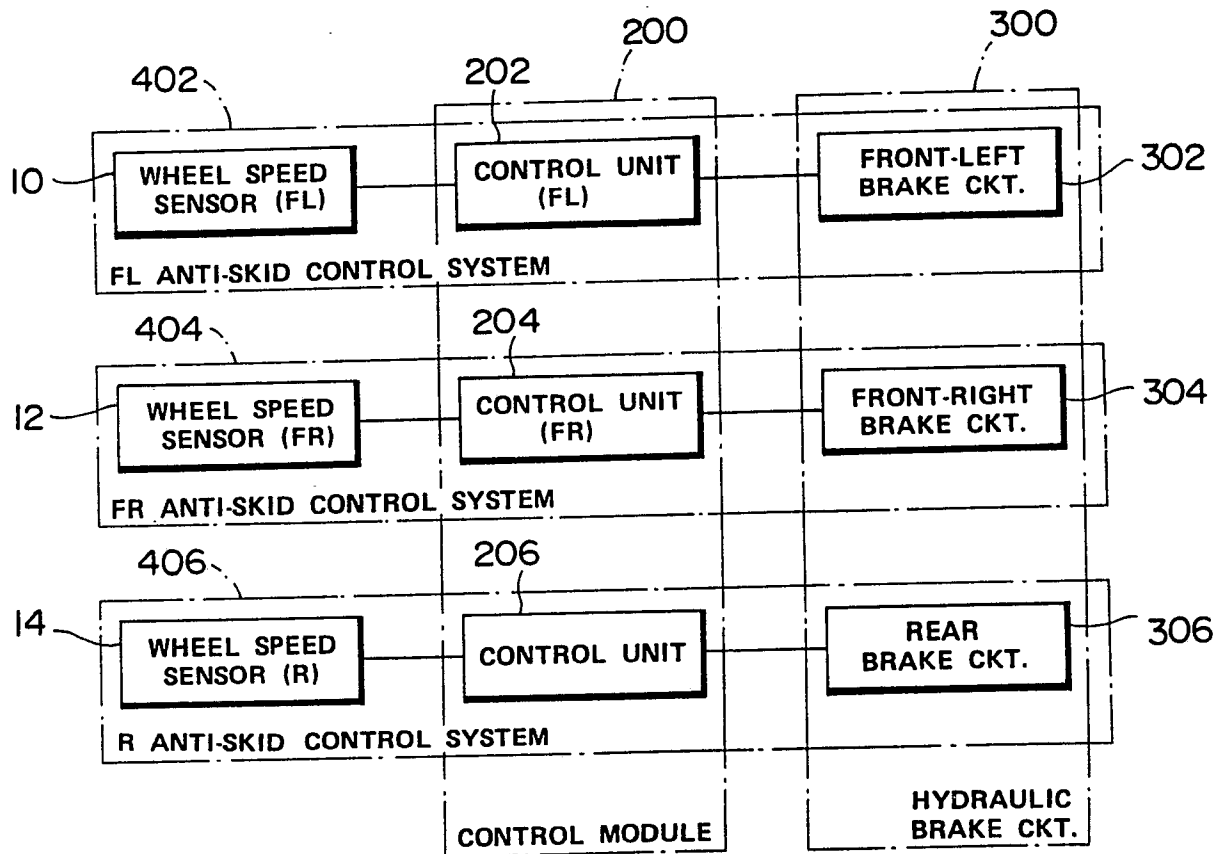 200
300
402
202
10
WHEEL SPEED
SENSOR (FL)
CONTROL UNIT
(FL)
FRONT-LEFT
BRAKE CKT.
302
FL ANTI-SKID CONTROL SYSTEM
404
204
12
WHEEL SPEED
SENSOR (FR)
CONTROL UNIT
(FR)
FRONT-RIGHT
BRAKE CKT.
304
FR ANTI-SKID CONTROL SYSTEM
406
206
14
WHEEL SPEED
SENSOR (R)
CONTROL UNIT
REAR
BRAKE CKT.
306
R ANTI-SKID CONTROL SYSTEM
CONTROL MODULE
HYDRAULIC
BRAKE CKT.